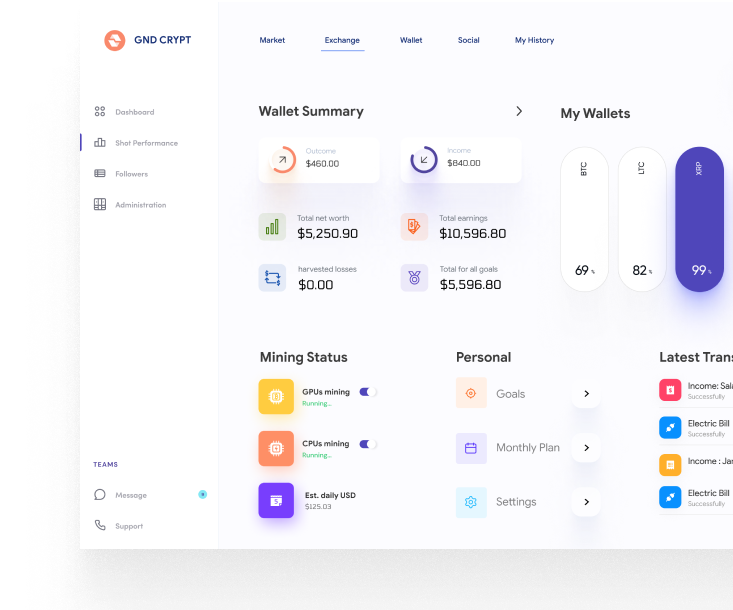 GND CRYPT
Market
Exchange
Wallet
Social
My History
Dashboard
Shot Performance
Followers
Administration
TEAMS
Message
Support
Wallet Summary
Outcome
$460.00
Income
$840.00
Total net worth
$5,250.90
Total earnings
$10,596.80
harvested losses
$0.00
Total for all goals
$5,596.80
My Wallets
BTC
69 %
LTC
82 %
XRP
99 %
Mining Status
GPUs mining
Running...
CPUs mining
Running...
Est. daily USD
$125.03
Personal
Goals
Monthly Plan
Settings
Latest Trans
Income: Sala
Successfully
Electric Bill
Successfully
Income : Jan
Electric Bill
Successfully